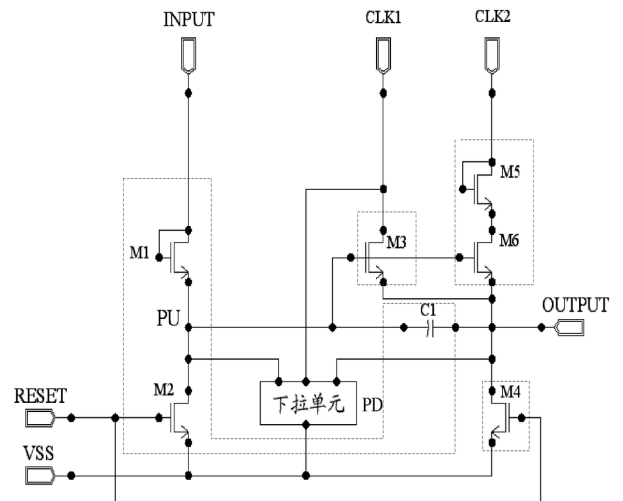 INPUT
CLK1
CLK2
M5
M1
M3
M6
C1
OUTPUT
PU
M2
M4
RESET
下拉单元
PD
VSS